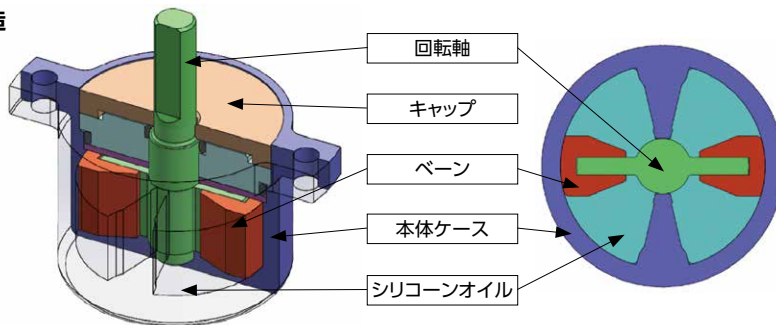 回転軸
キャップ
ベーン
本体ケース
シリコーンオイル